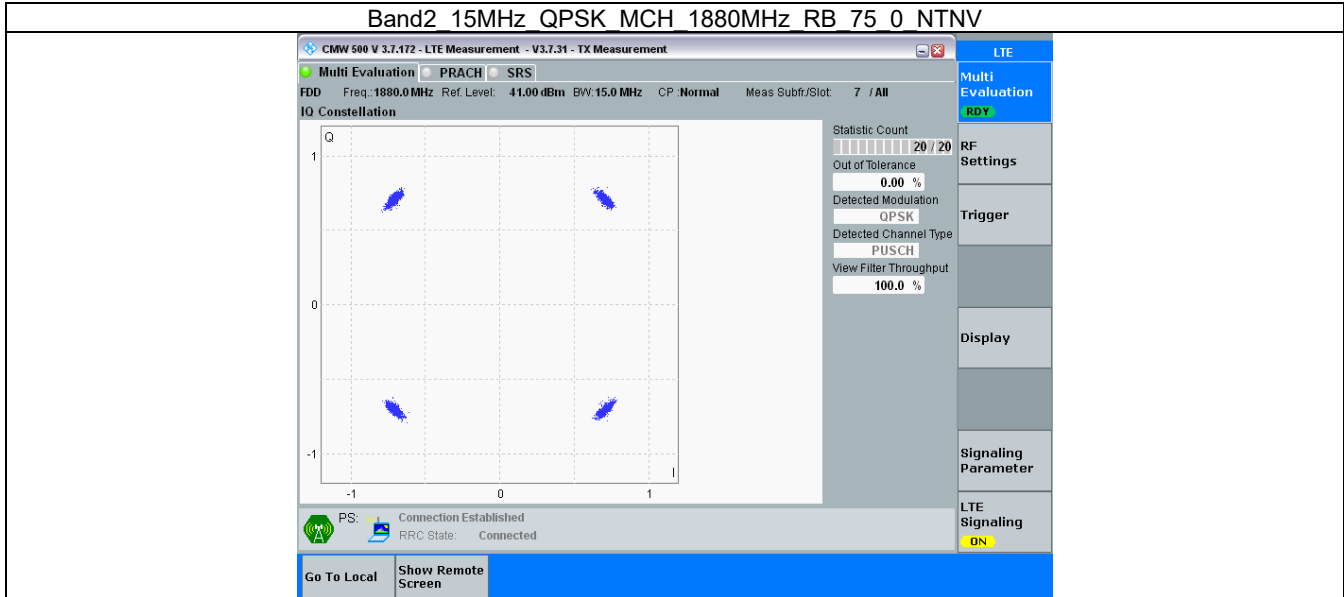 Band2_15MHz_QPSK_MCH_1880MHz_RB_75_0_NTNV
CMW 500 V 3.7.172 - LTE Measurement - V3.7.31 - TX Measurement
LTE
Multi Evaluation PRACH SRS
Multi
Evaluation
RDY
FDD Freq.:1880.0 MHz Ref. Level: 41.00 dBm BW:15.0 MHz CP :Normal Meas Subfr./Slot: 7 / All
IQ Constellation
Q
1
0
-1
-1 0 1
I
Statistic Count
20 / 20
Out of Tolerance
0.00 %
Detected Modulation
QPSK
Detected Channel Type
PUSCH
View Filter Throughput
100.0 %
RF
Settings
Trigger
Display
Signaling
Parameter
LTE
Signaling
ON
PS: Connection Established
RRC State: Connected
Go To Local
Show Remote
Screen